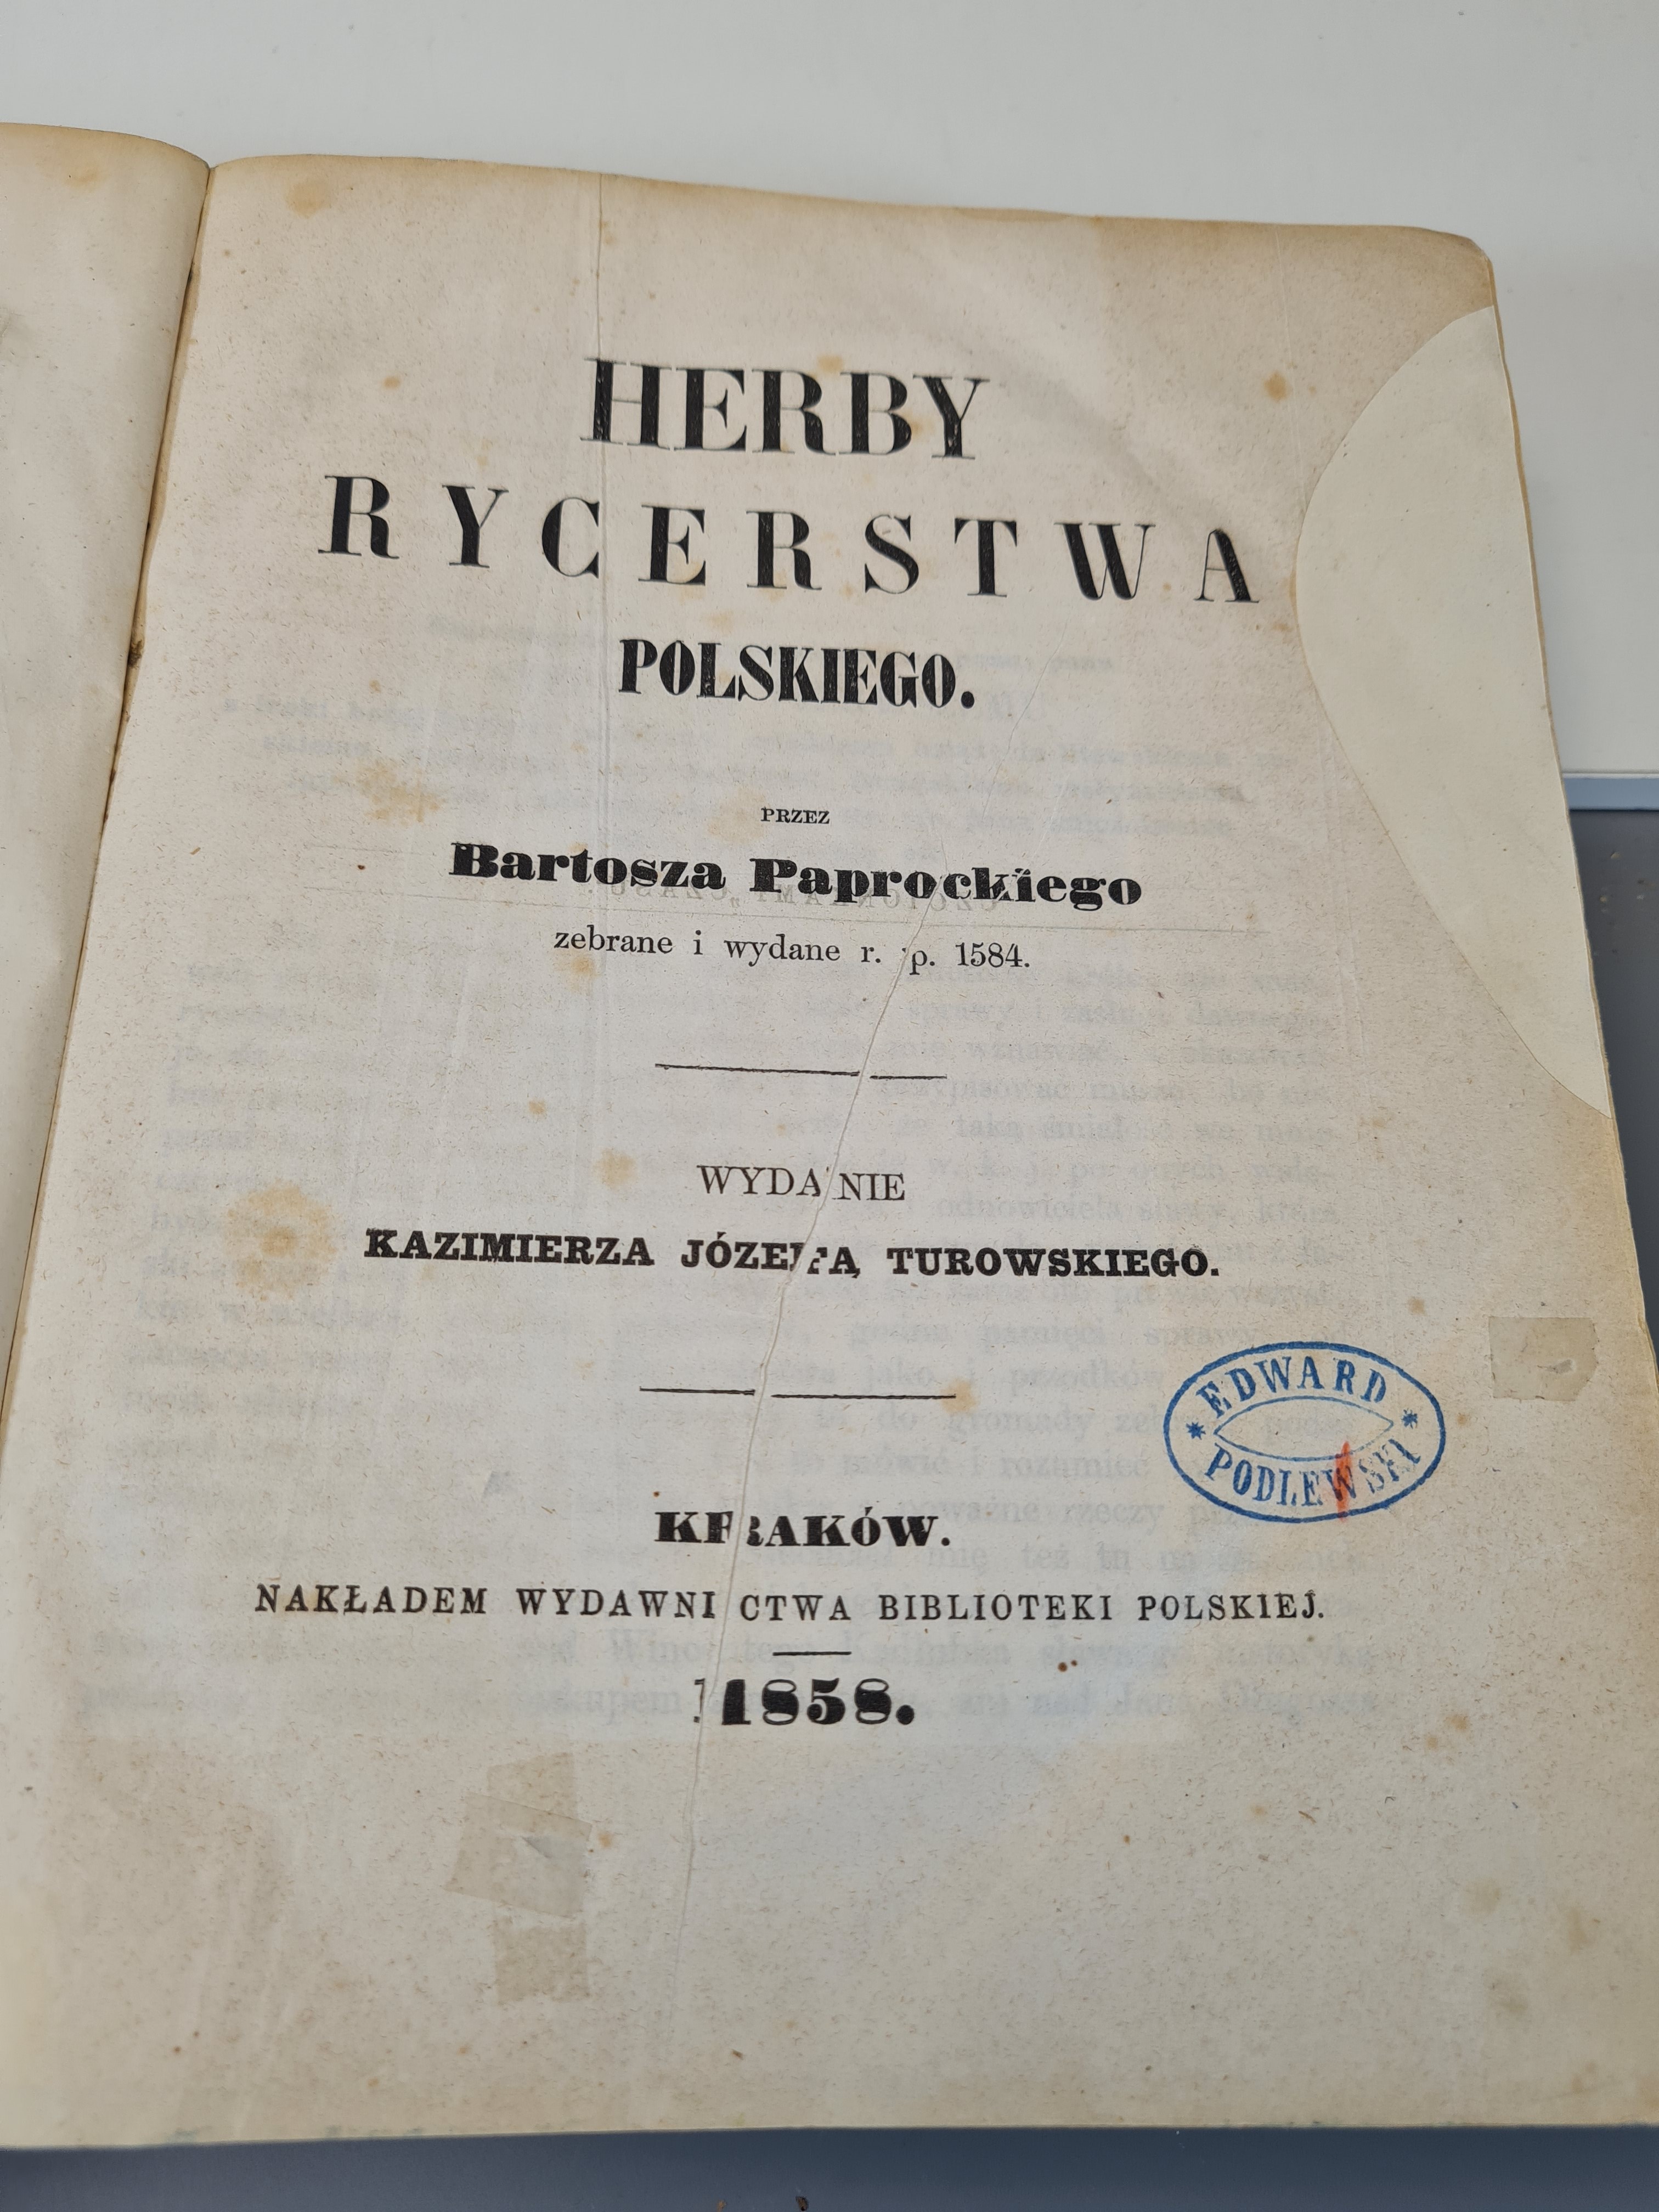 HERBY
RYCERSTWA
POLSKIEGO.
PRZEZ
Bartosza Paprockiego
zebrane i wydane r. p. 1584.
WYDANIE
KAZIMIERZA JÓZEFA TUROWSKIEGO.
EDWARD
PODLEWSKI
KRAKÓW.
NAKŁADEM WYDAWNICTWA BIBLIOTEKI POLSKIEJ.
1858.